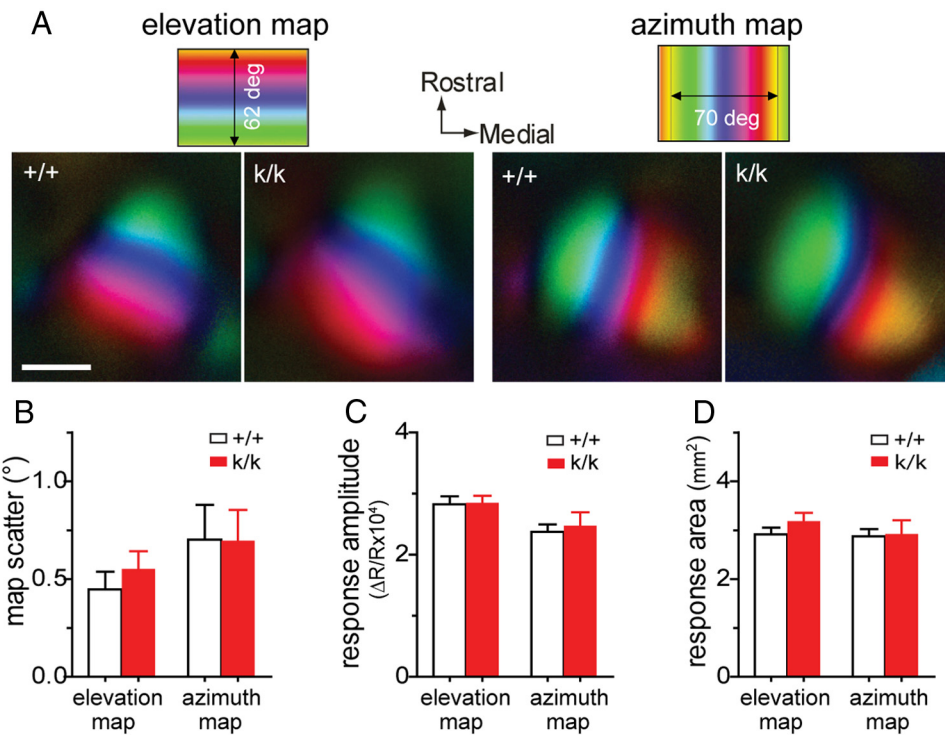 A
elevation map
azimuth map
62 deg
70 deg
Rostral
Medial
+/+
k/k
+/+
k/k
B
map scatter (°)
1.0
0.5
0.0
+/+
k/k
elevation
map
azimuth
map
C
response amplitude
(ΔR/Rx10⁴)
4
2
0
+/+
k/k
elevation
map
azimuth
map
D
response area (mm²)
4
2
0
+/+
k/k
elevation
map
azimuth
map